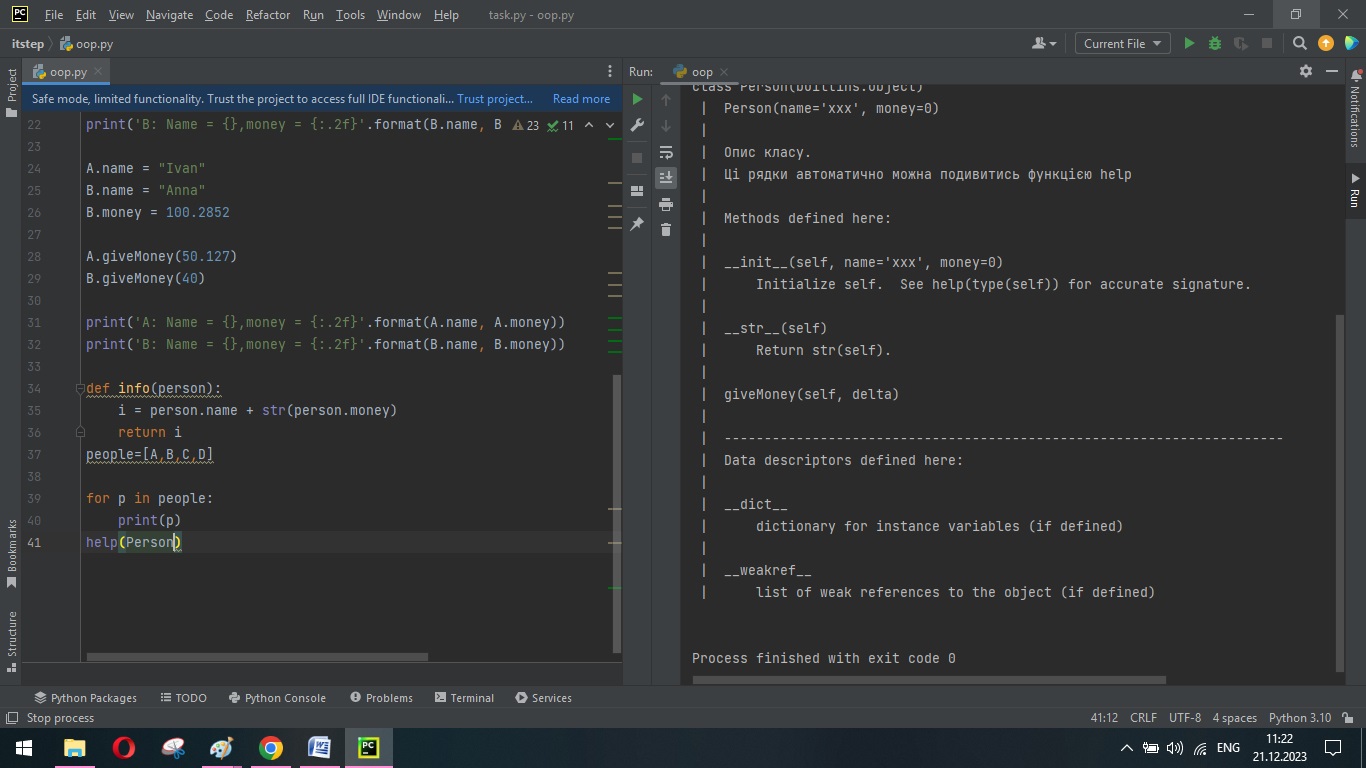 File Edit View Navigate Code Refactor Run Tools Window Help task.py - oop.py
itstep oop.py Current File
Project
oop.py
Safe mode, limited functionality. Trust the project to access full IDE functionali... Trust project... Read more
22 print('B: Name = {},money = {:.2f}'.format(B.name, B 23 11
23
24 A.name = "Ivan"
25 B.name = "Anna"
26 B.money = 100.2852
27
28 A.giveMoney(50.127)
29 B.giveMoney(40)
30
31 print('A: Name = {},money = {:.2f}'.format(A.name, A.money))
32 print('B: Name = {},money = {:.2f}'.format(B.name, B.money))
33
34 def info(person):
35 i = person.name + str(person.money)
36 return i
37 people=[A,B,C,D]
38
39 for p in people:
40 print(p)
41 help(Person)
Bookmarks
Structure
Run: oop
class Person(builtins.object)
| Person(name='xxx', money=0)
|
| Опис класу.
| Ці рядки автоматично можна подивитись функцією help
|
| Methods defined here:
|
| __init__(self, name='xxx', money=0)
| Initialize self.  See help(type(self)) for accurate signature.
|
| __str__(self)
| Return str(self).
|
| giveMoney(self, delta)
|
| ----------------------------------------------------------------------
| Data descriptors defined here:
|
| __dict__
| dictionary for instance variables (if defined)
|
| __weakref__
| list of weak references to the object (if defined)
Process finished with exit code 0
Notifications
Run
Python Packages TODO Python Console Problems Terminal Services
Stop process 41:12 CRLF UTF-8 4 spaces Python 3.10
ENG 11:22
21.12.2023